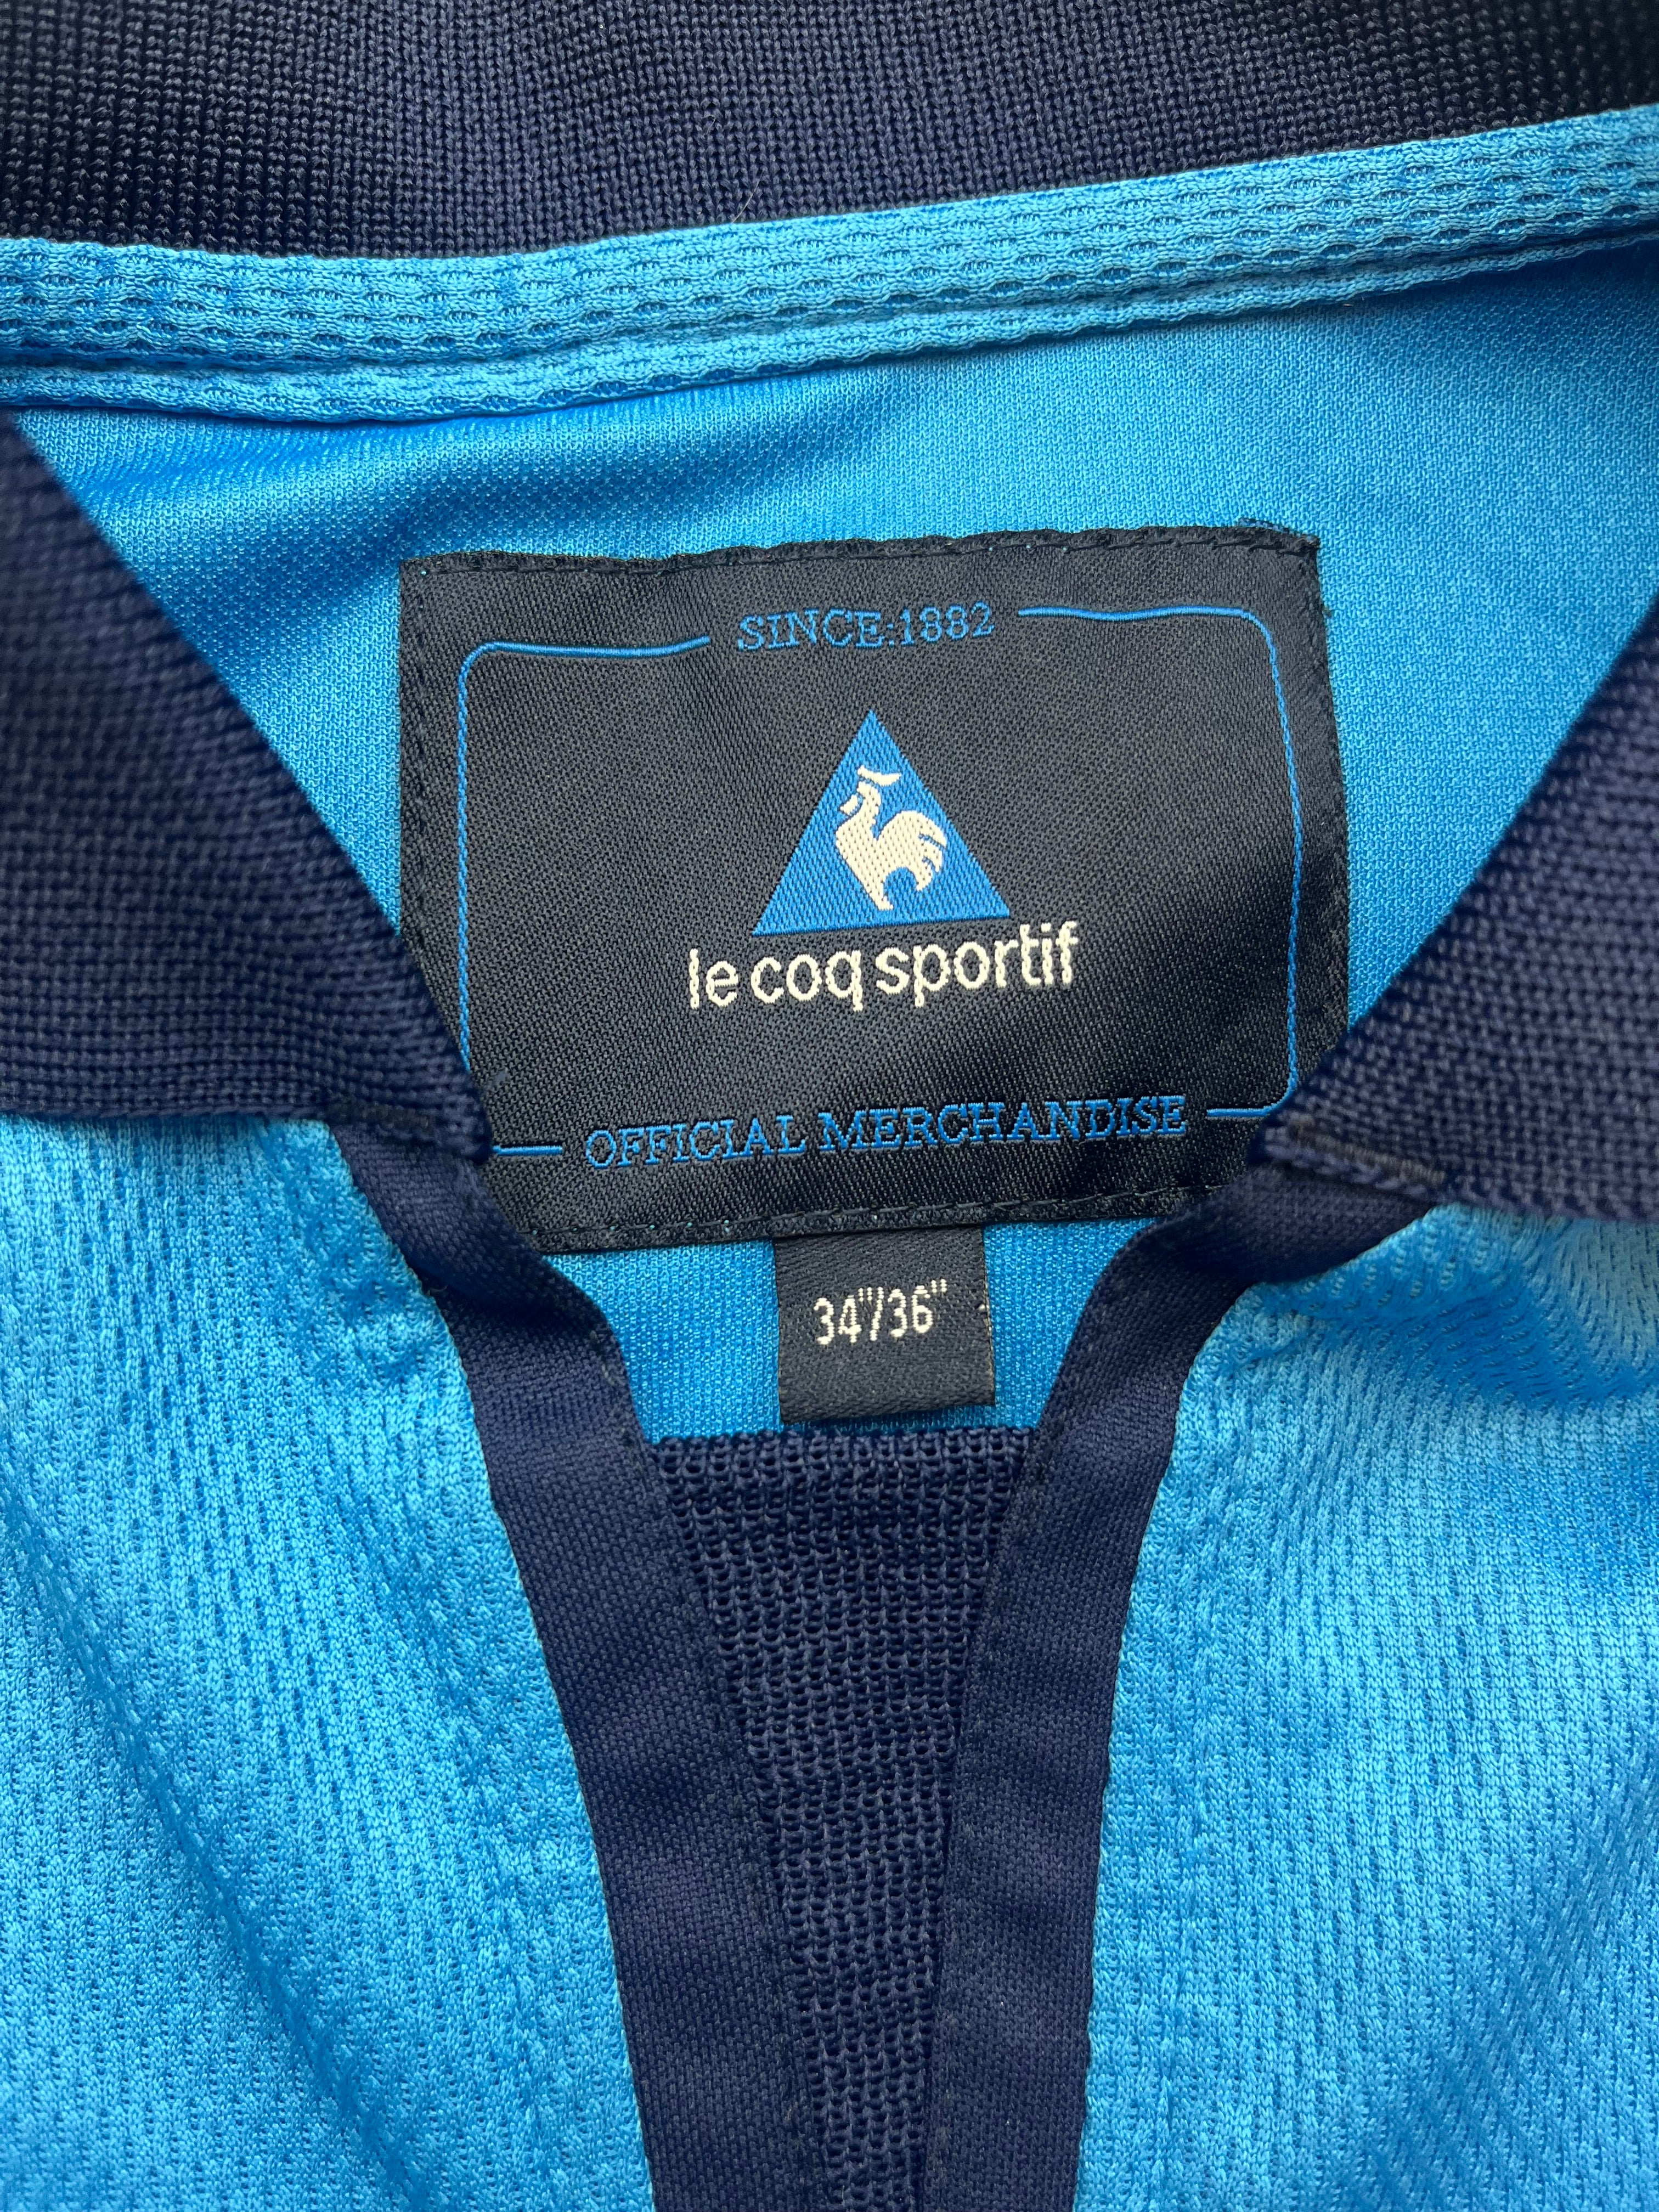 SINCE:1882
le coq sportif
OFFICIAL MERCHANDISE
34"/36"